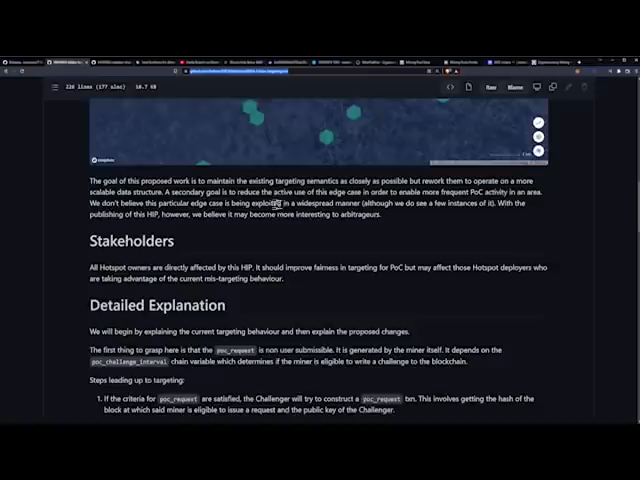 226 lines (177 sloc) 18.7 KB
Raw
Blame
The goal of this proposed work is to maintain the existing targeting semantics as closely as possible but rework them to operate on a more
scalable data structure. A secondary goal is to reduce the active use of this edge case in order to enable more frequent PoC activity in an area.
We don't believe this particular edge case is being exploited in a widespread manner (although we do see a few instances of it). With the
publishing of this HIP, however, we believe it may become more interesting to arbitrageurs.
Stakeholders
All Hotspot owners are directly affected by this HIP. It should improve fairness in targeting for PoC but may affect those Hotspot deployers who
are taking advantage of the current mis-targeting behaviour.
Detailed Explanation
We will begin by explaining the current targeting behaviour and then explain the proposed changes.
The first thing to grasp here is that the poc_request is non user submissible. It is generated by the miner itself. It depends on the
poc_challenge_interval chain variable which determines if the miner is eligible to write a challenge to the blockchain.
Steps leading up to targeting:
1. If the criteria for poc_request are satisfied, the Challenger will try to construct a poc_request txn. This involves getting the hash of the
block at which said miner is eligible to issue a request and the public key of the Challenger.